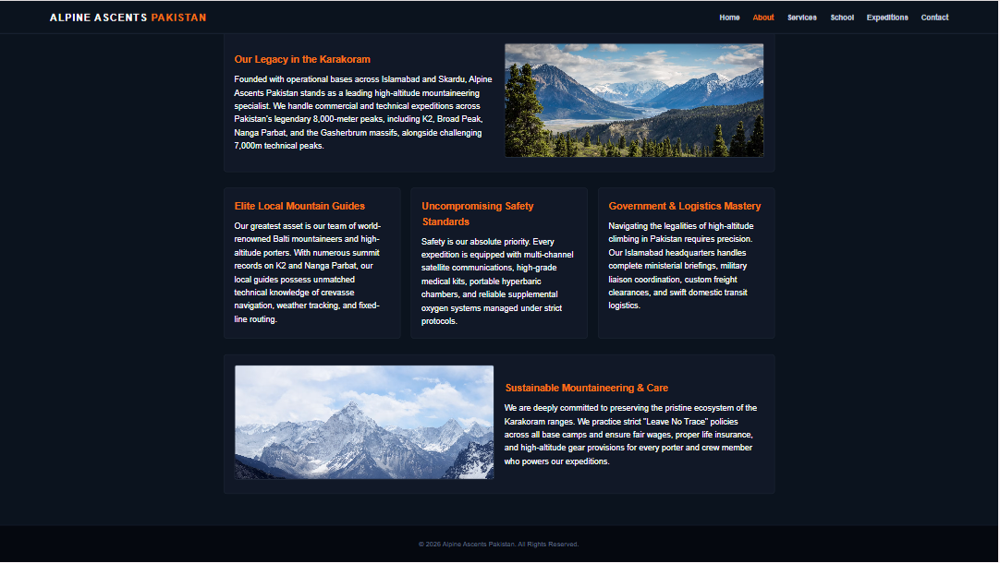 ALPINE ASCENTS PAKISTAN
Home About Services School Expeditions Contact
Our Legacy in the Karakoram
Founded with operational bases across Islamabad and Skardu, Alpine
Ascents Pakistan stands as a leading high-altitude mountaineering
specialist. We handle commercial and technical expeditions across
Pakistan's legendary 8,000-meter peaks, including K2, Broad Peak,
Nanga Parbat, and the Gasherbrum massifs, alongside challenging
7,000m technical peaks.
Elite Local Mountain Guides
Our greatest asset is our team of world-
renowned Balti mountaineers and high-
altitude porters. With numerous summit
records on K2 and Nanga Parbat, our
local guides possess unmatched
technical knowledge of crevasse
navigation, weather tracking, and fixed-
line routing.
Uncompromising Safety
Standards
Safety is our absolute priority. Every
expedition is equipped with multi-channel
satellite communications, high-grade
medical kits, portable hyperbaric
chambers, and reliable supplemental
oxygen systems managed under strict
protocols.
Government & Logistics Mastery
Navigating the legalities of high-altitude
climbing in Pakistan requires precision.
Our Islamabad headquarters handles
complete ministerial briefings, military
liaison coordination, custom freight
clearances, and swift domestic transit
logistics.
Sustainable Mountaineering & Care
We are deeply committed to preserving the pristine ecosystem of the
Karakoram ranges. We practice strict "Leave No Trace" policies
across all base camps and ensure fair wages, proper life insurance,
and high-altitude gear provisions for every porter and crew member
who powers our expeditions.
© 2026 Alpine Ascents Pakistan. All Rights Reserved.